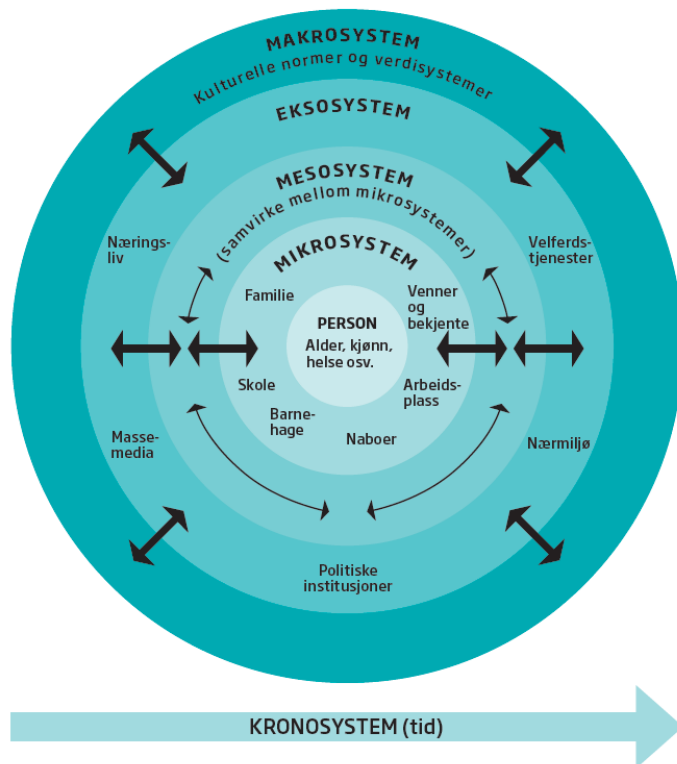 MAKROSYSTEM
Kulturelle normer og verdisystemer
EKSOSYSTEM
MESOSYSTEM
(samvirke mellom mikrosystemer)
MIKROSYSTEM
Nærings-
liv
Velferds-
tjenester
Familie
Venner
og
bekjente
PERSON
Alder, kjønn,
helse osv.
Skole
Arbeids-
plass
Barne-
hage
Naboer
Masse-
media
Nærmiljø
Politiske
institusjoner
KRONOSYSTEM (tid)